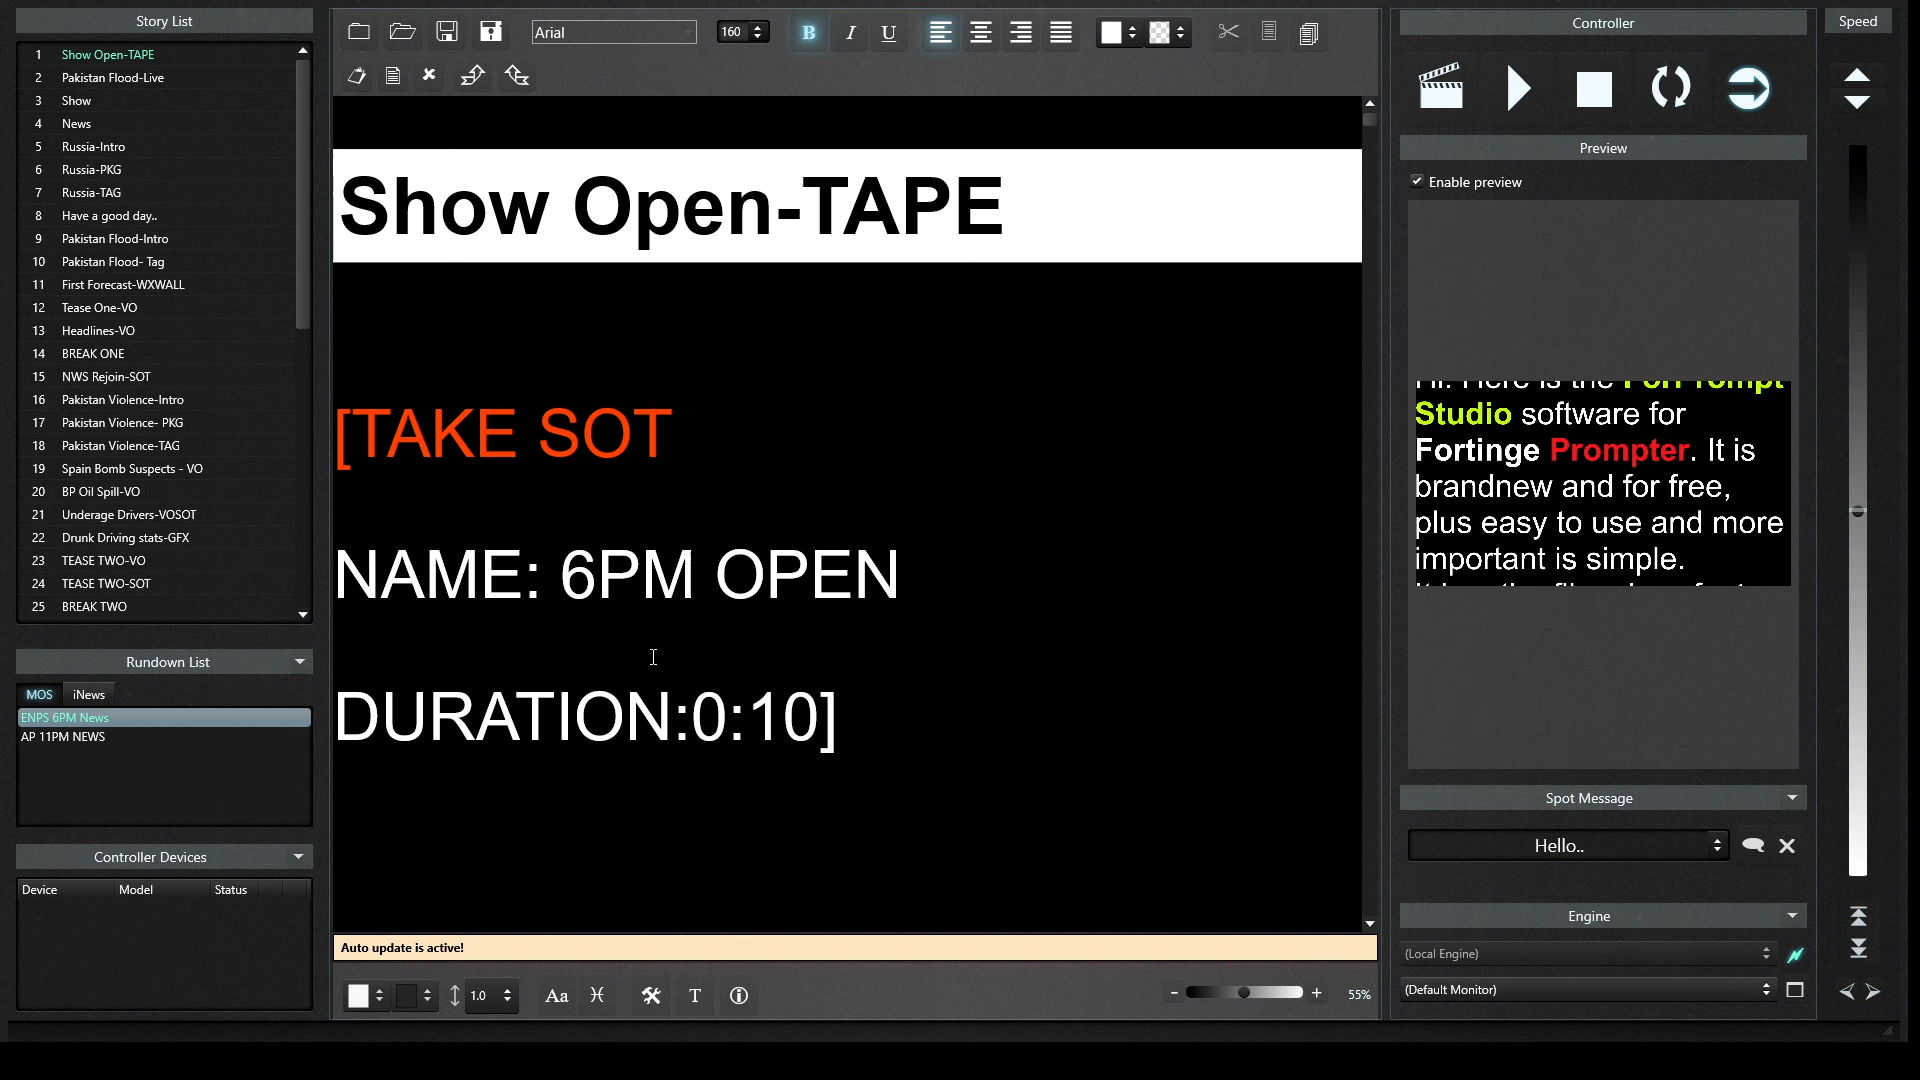 Story List
1 Show Open-TAPE
2 Pakistan Flood-Live
3 Show
4 News
5 Russia-Intro
6 Russia-PKG
7 Russia-TAG
8 Have a good day..
9 Pakistan Flood-Intro
10 Pakistan Flood- Tag
11 First Forecast-WXWALL
12 Tease One-VO
13 Headlines-VO
14 BREAK ONE
15 NWS Rejoin-SOT
16 Pakistan Violence-Intro
17 Pakistan Violence- PKG
18 Pakistan Violence-TAG
19 Spain Bomb Suspects - VO
20 BP Oil Spill-VO
21 Underage Drivers-VOSOT
22 Drunk Driving stats-GFX
23 TEASE TWO-VO
24 TEASE TWO-SOT
25 BREAK TWO
Rundown List
MOS iNews
ENPS 6PM News
AP 11PM NEWS
Controller Devices
Device Model Status
Arial 160 B I U
Show Open-TAPE
[TAKE SOT
NAME: 6PM OPEN
DURATION:0:10]
Auto update is active!
1.0 Aa T - + 55%
Controller
Preview
Enable preview
Hi. Here is the ForPrompt
Studio software for
Fortinge Prompter. It is
brandnew and for free,
plus easy to use and more
important is simple.
Spot Message
Hello..
Engine
(Local Engine)
(Default Monitor)
Speed